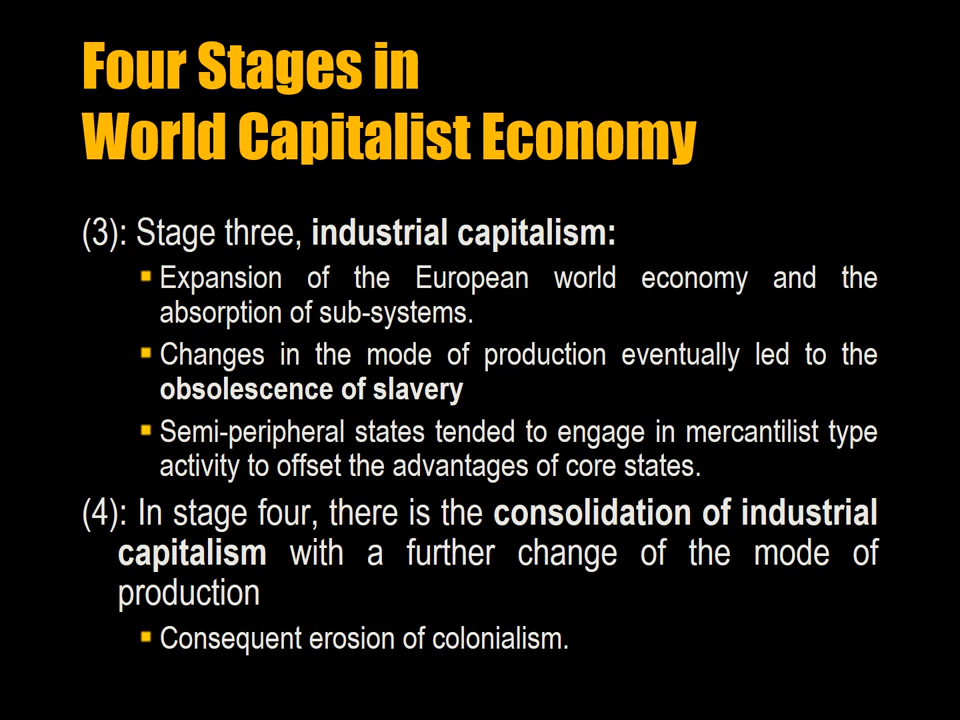 Four Stages in
World Capitalist Economy
(3): Stage three, industrial capitalism:
Expansion of the European world economy and the
absorption of sub-systems.
Changes in the mode of production eventually led to the
obsolescence of slavery
Semi-peripheral states tended to engage in mercantilist type
activity to offset the advantages of core states.
(4): In stage four, there is the consolidation of industrial
capitalism with a further change of the mode of
production
Consequent erosion of colonialism.